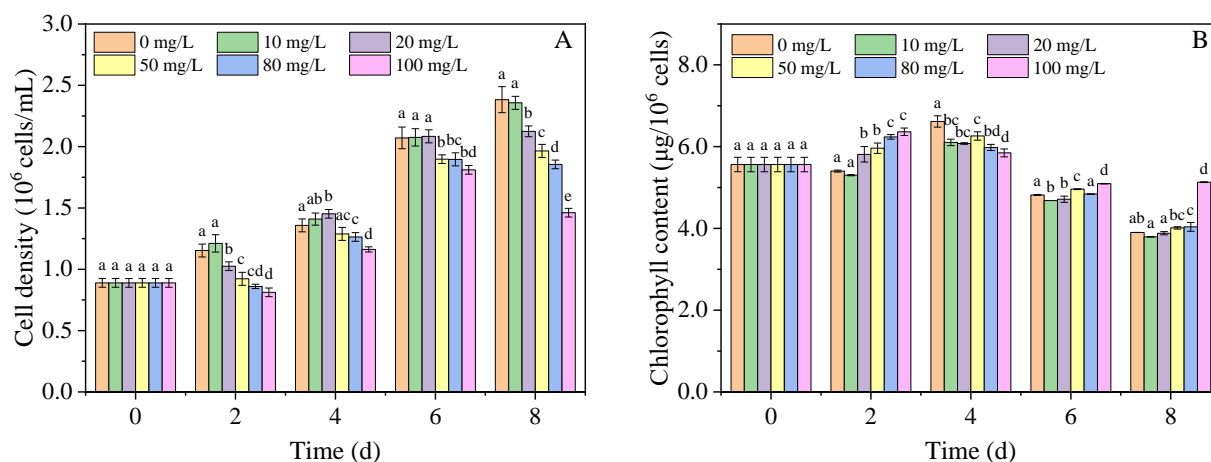 A
0 mg/L 10 mg/L 20 mg/L
50 mg/L 80 mg/L 100 mg/L
Cell density (10⁶ cells/mL)
3.0
2.5
2.0
1.5
1.0
0.5
0.0
a a a a a a
a a b c cd d
a ab b ac c d
a a a b bc bd
a a b c d e
0 2 4 6 8
Time (d)
B
0 mg/L 10 mg/L 20 mg/L
50 mg/L 80 mg/L 100 mg/L
Chlorophyll content (μg/10⁶ cells)
8.0
6.0
4.0
2.0
0.0
a a a a a a
a a b b c c
a bc bc c bd d
a b b c a d
ab a a bc c d
0 2 4 6 8
Time (d)